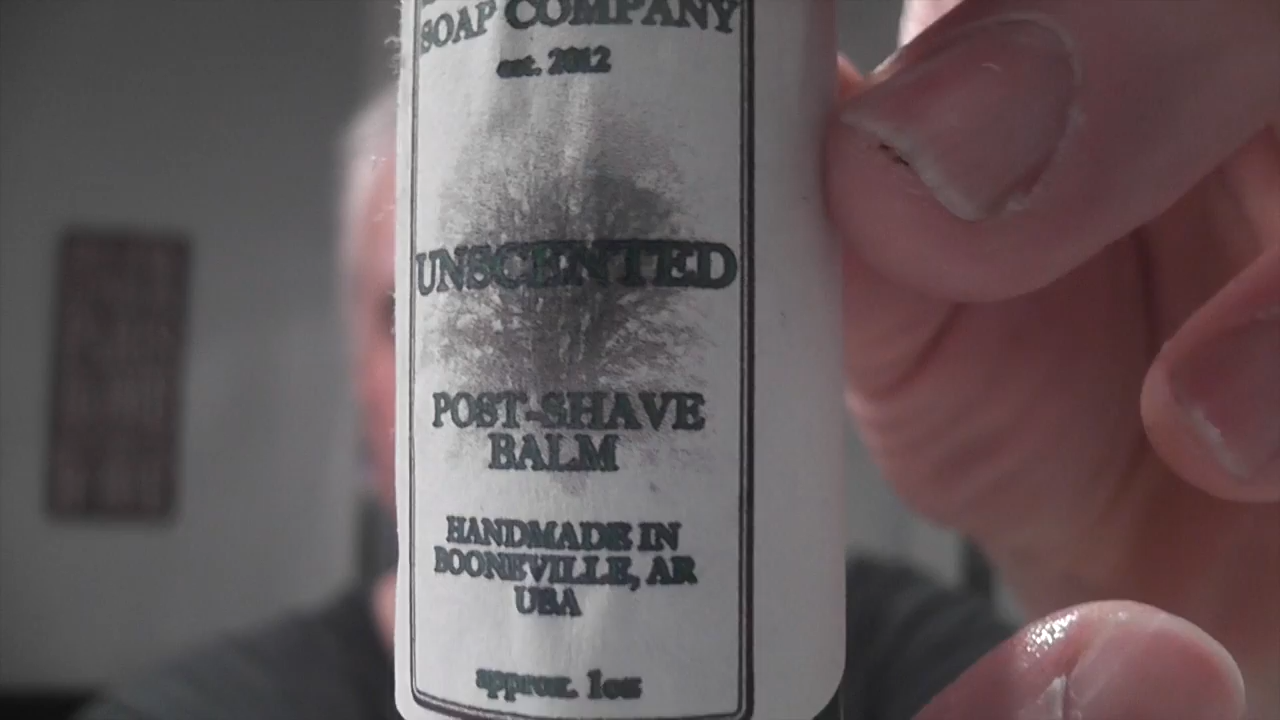 SOAP COMPANY
est. 2012
UNSCENTED
POST-SHAVE
BALM
HANDMADE IN
BOONEVILLE, AR
USA
approx. 1oz